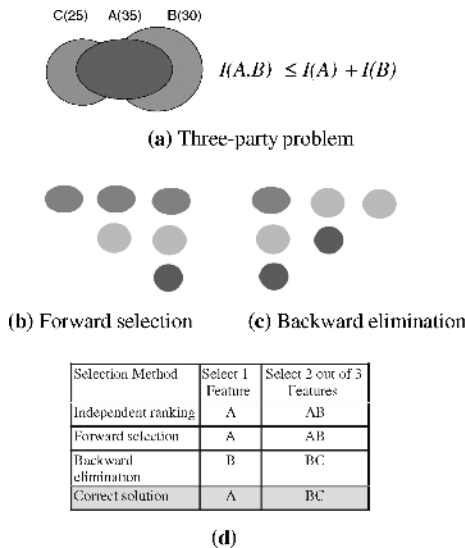 C(25) A(35) B(30)
I(A.B) ≤ I(A) + I(B)
(a) Three-party problem
(b) Forward selection (c) Backward elimination
Selection Method Select 1 Feature Select 2 out of 3 Features
Independent ranking A AB
Forward selection A AB
Backward elimination B BC
Correct solution A BC
(d)